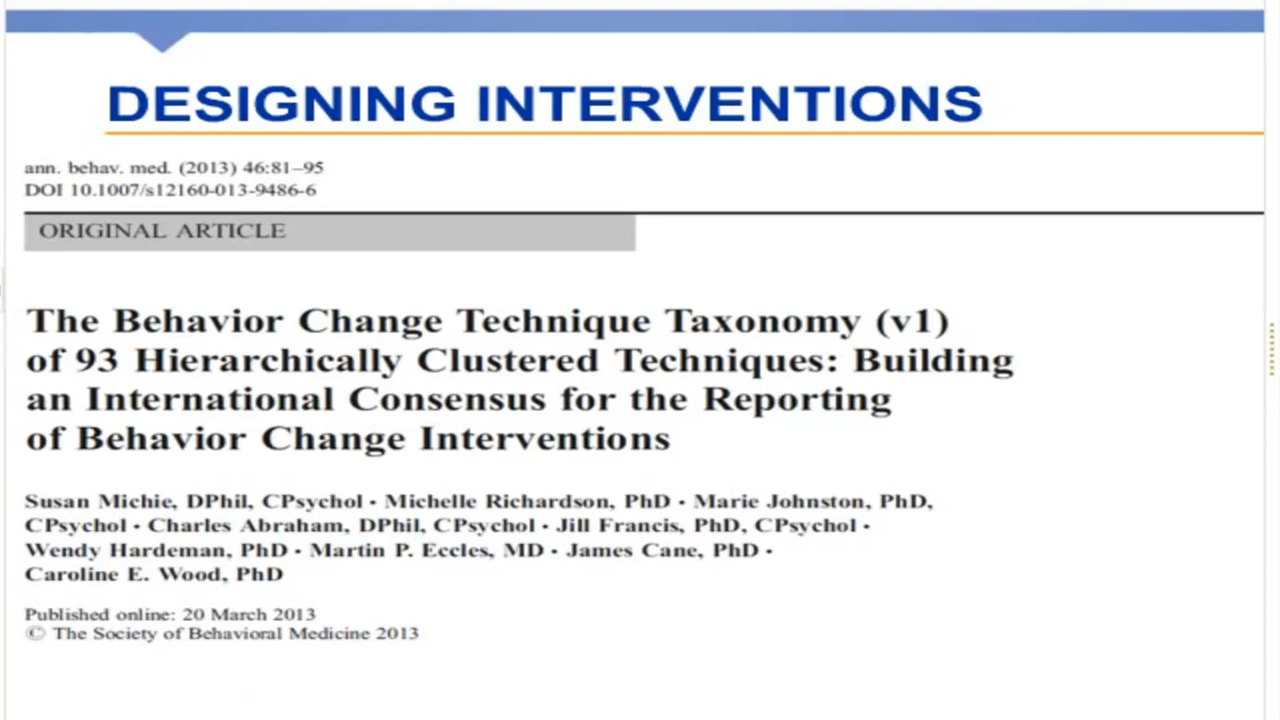 DESIGNING INTERVENTIONS
ann. behav. med. (2013) 46:81–95
DOI 10.1007/s12160-013-9486-6
ORIGINAL ARTICLE
The Behavior Change Technique Taxonomy (v1)
of 93 Hierarchically Clustered Techniques: Building
an International Consensus for the Reporting
of Behavior Change Interventions
Susan Michie, DPhil, CPsychol · Michelle Richardson, PhD · Marie Johnston, PhD,
CPsychol · Charles Abraham, DPhil, CPsychol · Jill Francis, PhD, CPsychol ·
Wendy Hardeman, PhD · Martin P. Eccles, MD · James Cane, PhD ·
Caroline E. Wood, PhD
Published online: 20 March 2013
© The Society of Behavioral Medicine 2013